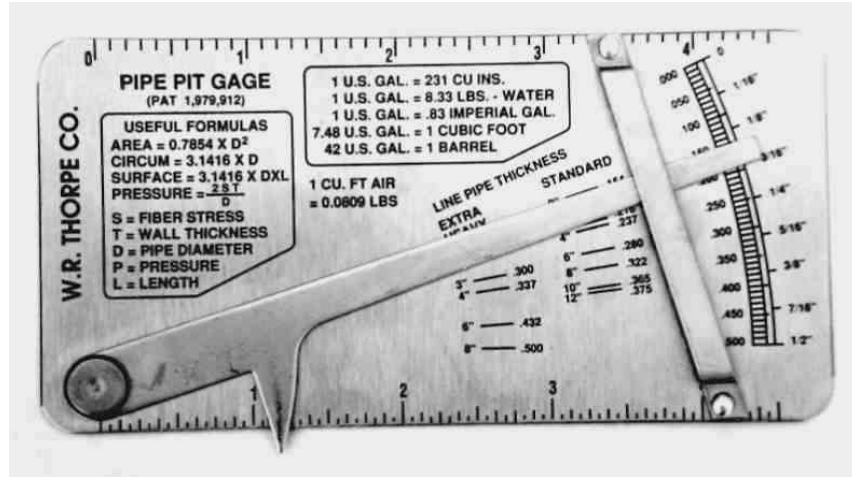 0 1 2 3 4
PIPE PIT GAGE
(PAT 1,979,912)
W.R. THORPE CO.
USEFUL FORMULAS
AREA = 0.7854 X D²
CIRCUM = 3.1416 X D
SURFACE = 3.1416 X DXL
PRESSURE = 2 S T
D
S = FIBER STRESS
T = WALL THICKNESS
D = PIPE DIAMETER
P = PRESSURE
L = LENGTH
1 U.S. GAL. = 231 CU INS.
1 U.S. GAL. = 8.33 LBS. - WATER
1 U.S. GAL. = .83 IMPERIAL GAL.
7.48 U.S. GAL. = 1 CUBIC FOOT
42 U.S. GAL. = 1 BARREL
1 CU. FT AIR
= 0.0809 LBS
LINE PIPE THICKNESS
EXTRA
STANDARD
3" .300
4" .337
6" .432
8" .500
4" .237
6" .280
8" .322
10" .365
12" .375
.000 0
.050 1/16"
.100 1/8"
3/16"
.250 1/4"
.300 5/16"
.350 3/8"
.400
.450 7/16"
.500 1/2"
1 2 3